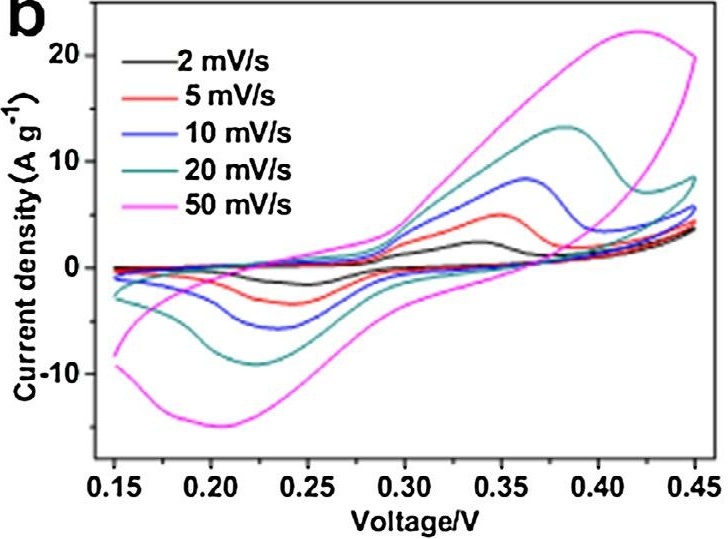 b
Current density(A g-1)
20
10
0
-10
2 mV/s
5 mV/s
10 mV/s
20 mV/s
50 mV/s
0.15 0.20 0.25 0.30 0.35 0.40 0.45
Voltage/V